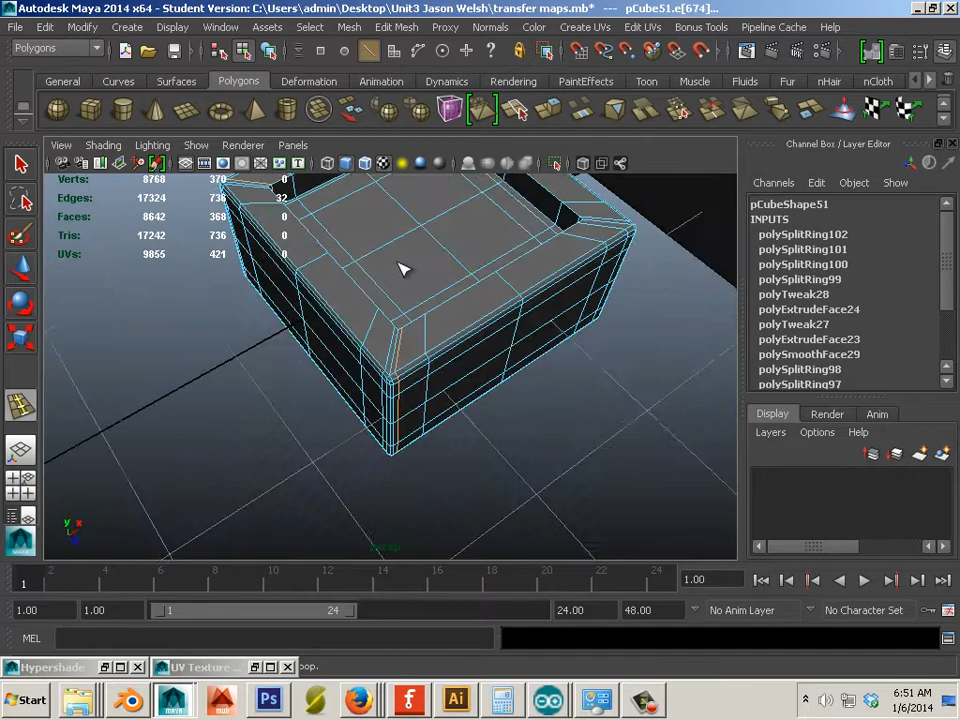 Autodesk Maya 2014 x64 - Student Version: C:\Users\admin\Desktop\Unit3 Jason Welsh\transfer maps.mb* --- pCube51.e[674]...
File Edit Modify Create Display Window Assets Select Mesh Edit Mesh Proxy Normals Color Create UVs Edit UVs Bonus Tools Pipeline Cache Help
Polygons
General Curves Surfaces Polygons Deformation Animation Dynamics Rendering PaintEffects Toon Muscle Fluids Fur nHair nCloth
View Shading Lighting Show Renderer Panels
Channel Box / Layer Editor
Verts: 8768 370 0
Edges: 17324 736 32
Faces: 8642 368 0
Tris: 17242 736 0
UVs: 9855 421 0
Channels Edit Object Show
pCubeShape51
INPUTS
polySplitRing102
polySplitRing101
polySplitRing100
polySplitRing99
polyTweak28
polyExtrudeFace24
polyTweak27
polyExtrudeFace23
polySmoothFace29
polySplitRing98
polySplitRing97
Display Render Anim
Layers Options Help
y x
persp
2 4 6 8 10 12 14 16 18 20 22 24
1
1.00
1.00 1.00 1 24 24.00 48.00 No Anim Layer No Character Set
MEL
Hypershade UV Texture ... oop.
Start
MAYA MUD Ps Ai
6:51 AM
1/6/2014